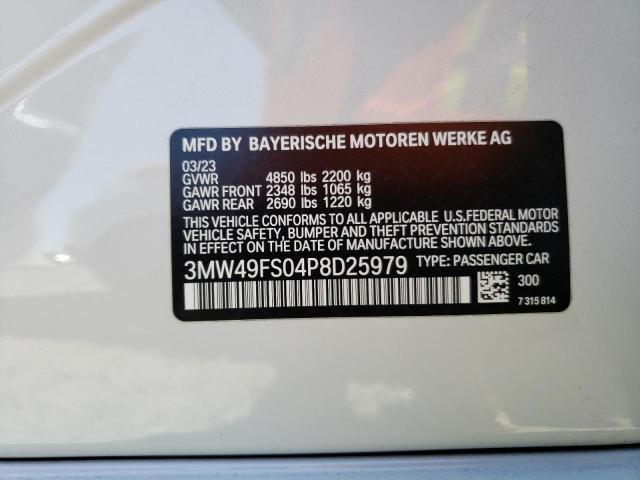 MFD BY BAYERISCHE MOTOREN WERKE AG
03/23
GVWR 4850 lbs 2200 kg
GAWR FRONT 2348 lbs 1065 kg
GAWR REAR 2690 lbs 1220 kg
THIS VEHICLE CONFORMS TO ALL APPLICABLE U.S.FEDERAL MOTOR
VEHICLE SAFETY, BUMPER AND THEFT PREVENTION STANDARDS
IN EFFECT ON THE DATE OF MANUFACTURE SHOWN ABOVE.
3MW49FS04P8D25979 TYPE: PASSENGER CAR
300
7 315 814